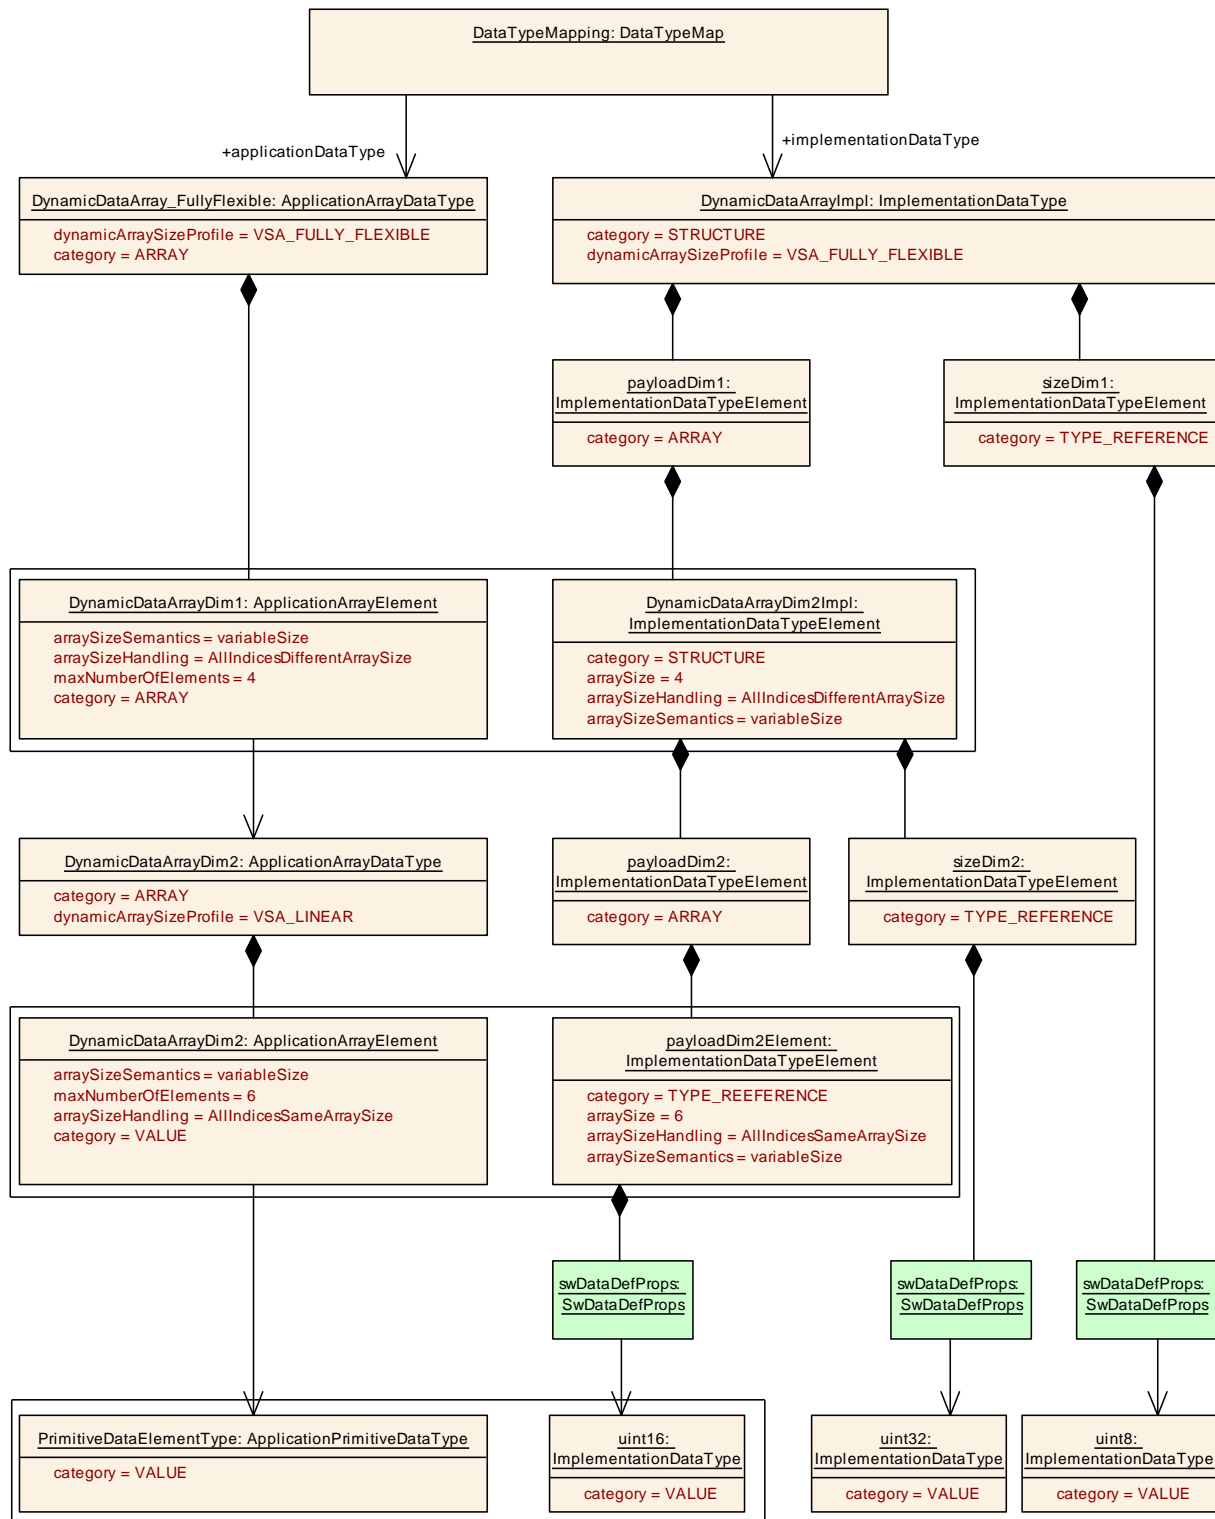 DataTypeMapping: DataTypeMap
+applicationDataType
+implementationDataType
DynamicDataArray_FullyFlexible: ApplicationArrayDataType
dynamicArraySizeProfile = VSA_FULLY_FLEXIBLE
category = ARRAY
DynamicDataArrayImpl: ImplementationDataType
category = STRUCTURE
dynamicArraySizeProfile = VSA_FULLY_FLEXIBLE
payloadDim1:
ImplementationDataTypeElement
category = ARRAY
sizeDim1:
ImplementationDataTypeElement
category = TYPE_REFERENCE
DynamicDataArrayDim1: ApplicationArrayElement
arraySizeSemantics = variableSize
arraySizeHandling = AllIndicesDifferentArraySize
maxNumberOfElements = 4
category = ARRAY
DynamicDataArrayDim2Impl:
ImplementationDataTypeElement
category = STRUCTURE
arraySize = 4
arraySizeHandling = AllIndicesDifferentArraySize
arraySizeSemantics = variableSize
DynamicDataArrayDim2: ApplicationArrayDataType
category = ARRAY
dynamicArraySizeProfile = VSA_LINEAR
payloadDim2:
ImplementationDataTypeElement
category = ARRAY
sizeDim2:
ImplementationDataTypeElement
category = TYPE_REFERENCE
DynamicDataArrayDim2: ApplicationArrayElement
arraySizeSemantics = variableSize
maxNumberOfElements = 6
arraySizeHandling = AllIndicesSameArraySize
category = VALUE
payloadDim2Element:
ImplementationDataTypeElement
category = TYPE_REEFERENCE
arraySize = 6
arraySizeHandling = AllIndicesSameArraySize
arraySizeSemantics = variableSize
swDataDefProps:
SwDataDefProps
swDataDefProps:
SwDataDefProps
swDataDefProps:
SwDataDefProps
PrimitiveDataElementType: ApplicationPrimitiveDataType
category = VALUE
uint16:
ImplementationDataType
category = VALUE
uint32:
ImplementationDataType
category = VALUE
uint8:
ImplementationDataType
category = VALUE